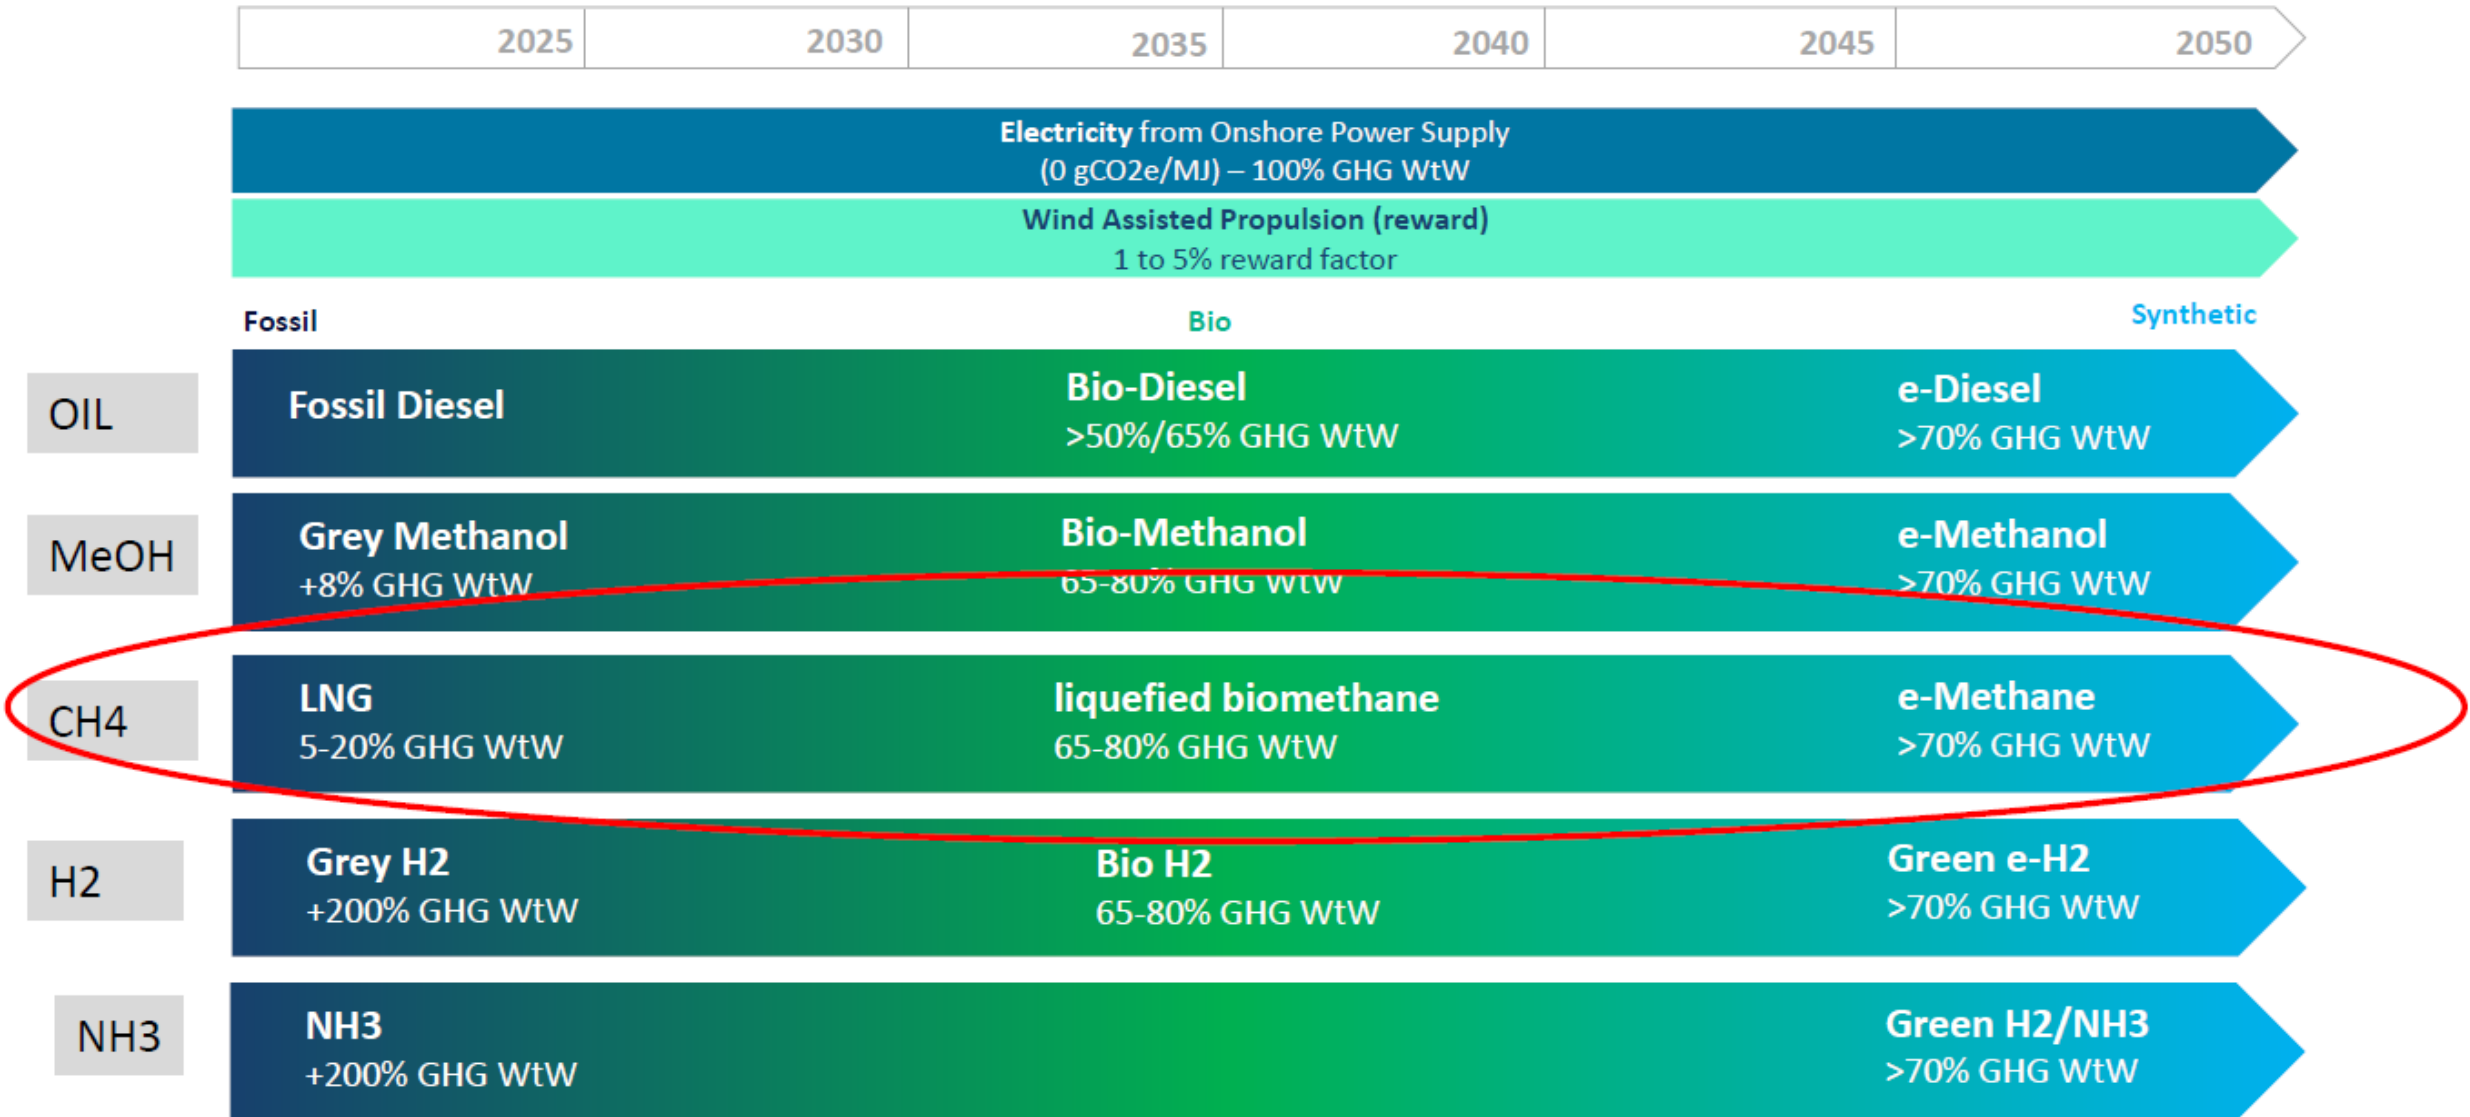 2025 2030 2035 2040 2045 2050
Electricity from Onshore Power Supply
(0 gCO2e/MJ) – 100% GHG WtW
Wind Assisted Propulsion (reward)
1 to 5% reward factor
Fossil Bio Synthetic
OIL
Fossil Diesel
Bio-Diesel
>50%/65% GHG WtW
e-Diesel
>70% GHG WtW
MeOH
Grey Methanol
+8% GHG WtW
Bio-Methanol
65-80% GHG WtW
e-Methanol
>70% GHG WtW
CH4
LNG
5-20% GHG WtW
liquefied biomethane
65-80% GHG WtW
e-Methane
>70% GHG WtW
H2
Grey H2
+200% GHG WtW
Bio H2
65-80% GHG WtW
Green e-H2
>70% GHG WtW
NH3
NH3
+200% GHG WtW
Green H2/NH3
>70% GHG WtW